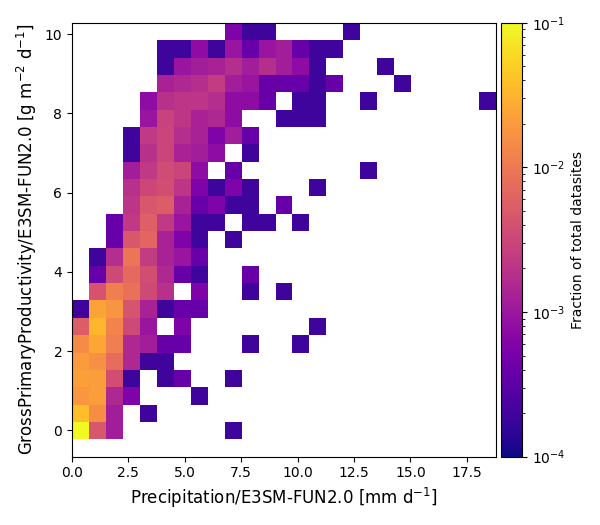 GrossPrimaryProductivity/E3SM-FUN2.0 [g m⁻² d⁻¹]
10
8
6
4
2
0
0.0 2.5 5.0 7.5 10.0 12.5 15.0 17.5
Precipitation/E3SM-FUN2.0 [mm d⁻¹]
10⁻¹
10⁻²
10⁻³
10⁻⁴
Fraction of total datasites